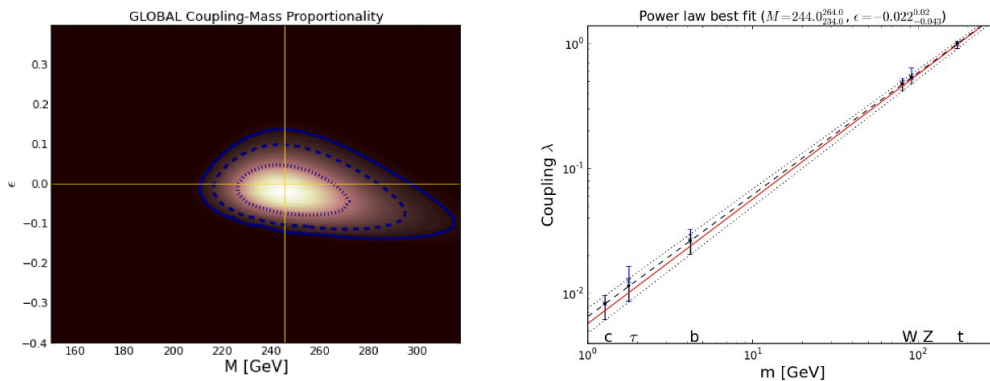 GLOBAL Coupling-Mass Proportionality
0.3
0.2
0.1
0.0
−0.1
−0.2
−0.3
−0.4
ϵ
160 180 200 220 240 260 280 300
M [GeV]
Power law best fit (M = 244.0^{264.0}_{234.0}, ϵ = −0.022^{0.02}_{−0.043})
10^0
10^{-1}
10^{-2}
Coupling λ
c τ b W Z t
10^0 10^1 10^2
m [GeV]